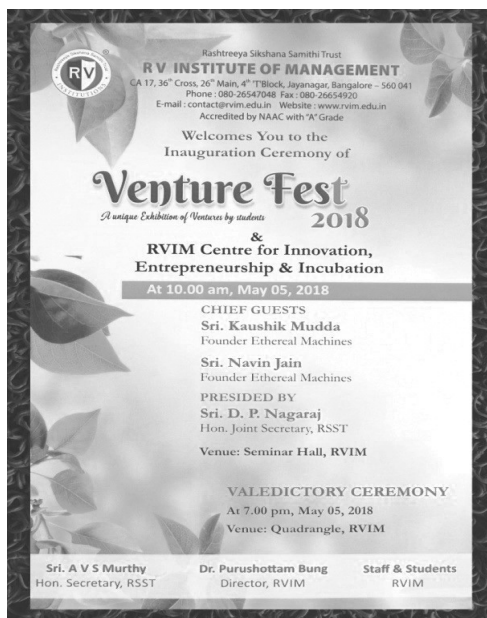 Rashtreeya Sikshana Samithi Trust
R V INSTITUTE OF MANAGEMENT
CA 17, 36th Cross, 26th Main, 4th 'T'Block, Jayanagar, Bangalore – 560 041
Phone : 080-26547048 Fax : 080-26654920
E-mail : contact@rvim.edu.in Website : www.rvim.edu.in
Accredited by NAAC with "A" Grade
RV
INSTITUTIONS
Welcomes You to the
Inauguration Ceremony of
Venture Fest
A unique Exhibition of Ventures by students
2018
&
RVIM Centre for Innovation,
Entrepreneurship & Incubation
At 10.00 am, May 05, 2018
CHIEF GUESTS
Sri. Kaushik Mudda
Founder Ethereal Machines
Sri. Navin Jain
Founder Ethereal Machines
PRESIDED BY
Sri. D. P. Nagaraj
Hon. Joint Secretary, RSST
Venue: Seminar Hall, RVIM
VALEDICTORY CEREMONY
At 7.00 pm, May 05, 2018
Venue: Quadrangle, RVIM
Sri. A V S Murthy
Hon. Secretary, RSST
Dr. Purushottam Bung
Director, RVIM
Staff & Students
RVIM